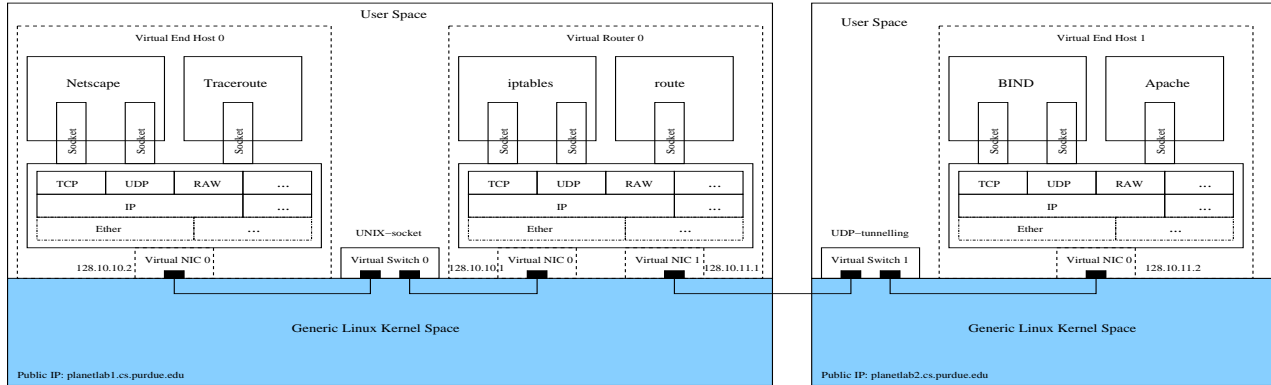 User Space
Virtual End Host 0
Netscape
Traceroute
Socket
Socket
Socket
TCP UDP RAW ...
IP ...
Ether ...
128.10.10.2
Virtual NIC 0
UNIX−socket
Virtual Switch 0
Virtual Router 0
iptables
route
Socket
Socket
Socket
TCP UDP RAW ...
IP ...
Ether ...
128.10.10.1
Virtual NIC 0
Virtual NIC 1
128.10.11.1
Generic Linux Kernel Space
Public IP: planetlab1.cs.purdue.edu
User Space
Virtual End Host 1
BIND
Apache
Socket
Socket
Socket
TCP UDP RAW ...
IP ...
Ether ...
UDP−tunnelling
Virtual Switch 1
Virtual NIC 0
128.10.11.2
Generic Linux Kernel Space
Public IP: planetlab2.cs.purdue.edu